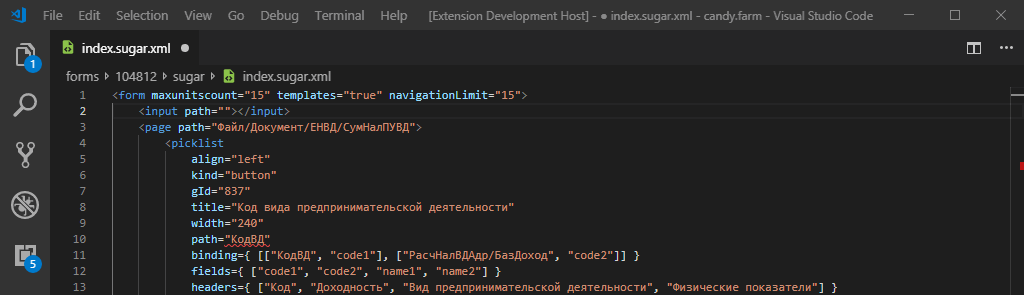 File Edit Selection View Go Debug Terminal Help [Extension Development Host] - ● index.sugar.xml - candy.farm - Visual Studio Code
index.sugar.xml ●
forms ▸ 104812 ▸ sugar ▸ index.sugar.xml
1
5
1 <form maxunitscount="15" templates="true" navigationLimit="15">
2 <input path=""></input>
3 <page path="Файл/Документ/ЕНВД/СумНалПУВД">
4 <picklist
5 align="left"
6 kind="button"
7 gId="837"
8 title="Код вида предпринимательской деятельности"
9 width="240"
10 path="КодВД"
11 binding={ [["КодВД", "code1"], ["РасчНалВДАдр/БазДоход", "code2"]] }
12 fields={ ["code1", "code2", "name1", "name2"] }
13 headers={ ["Код", "Доходность", "Вид предпринимательской деятельности", "Физические показатели"] }